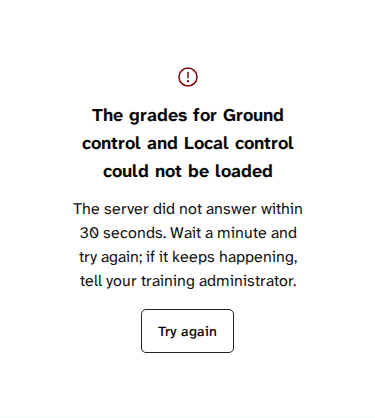 The grades for Ground
control and Local control
could not be loaded
The server did not answer within
30 seconds. Wait a minute and
try again; if it keeps happening,
tell your training administrator.
Try again